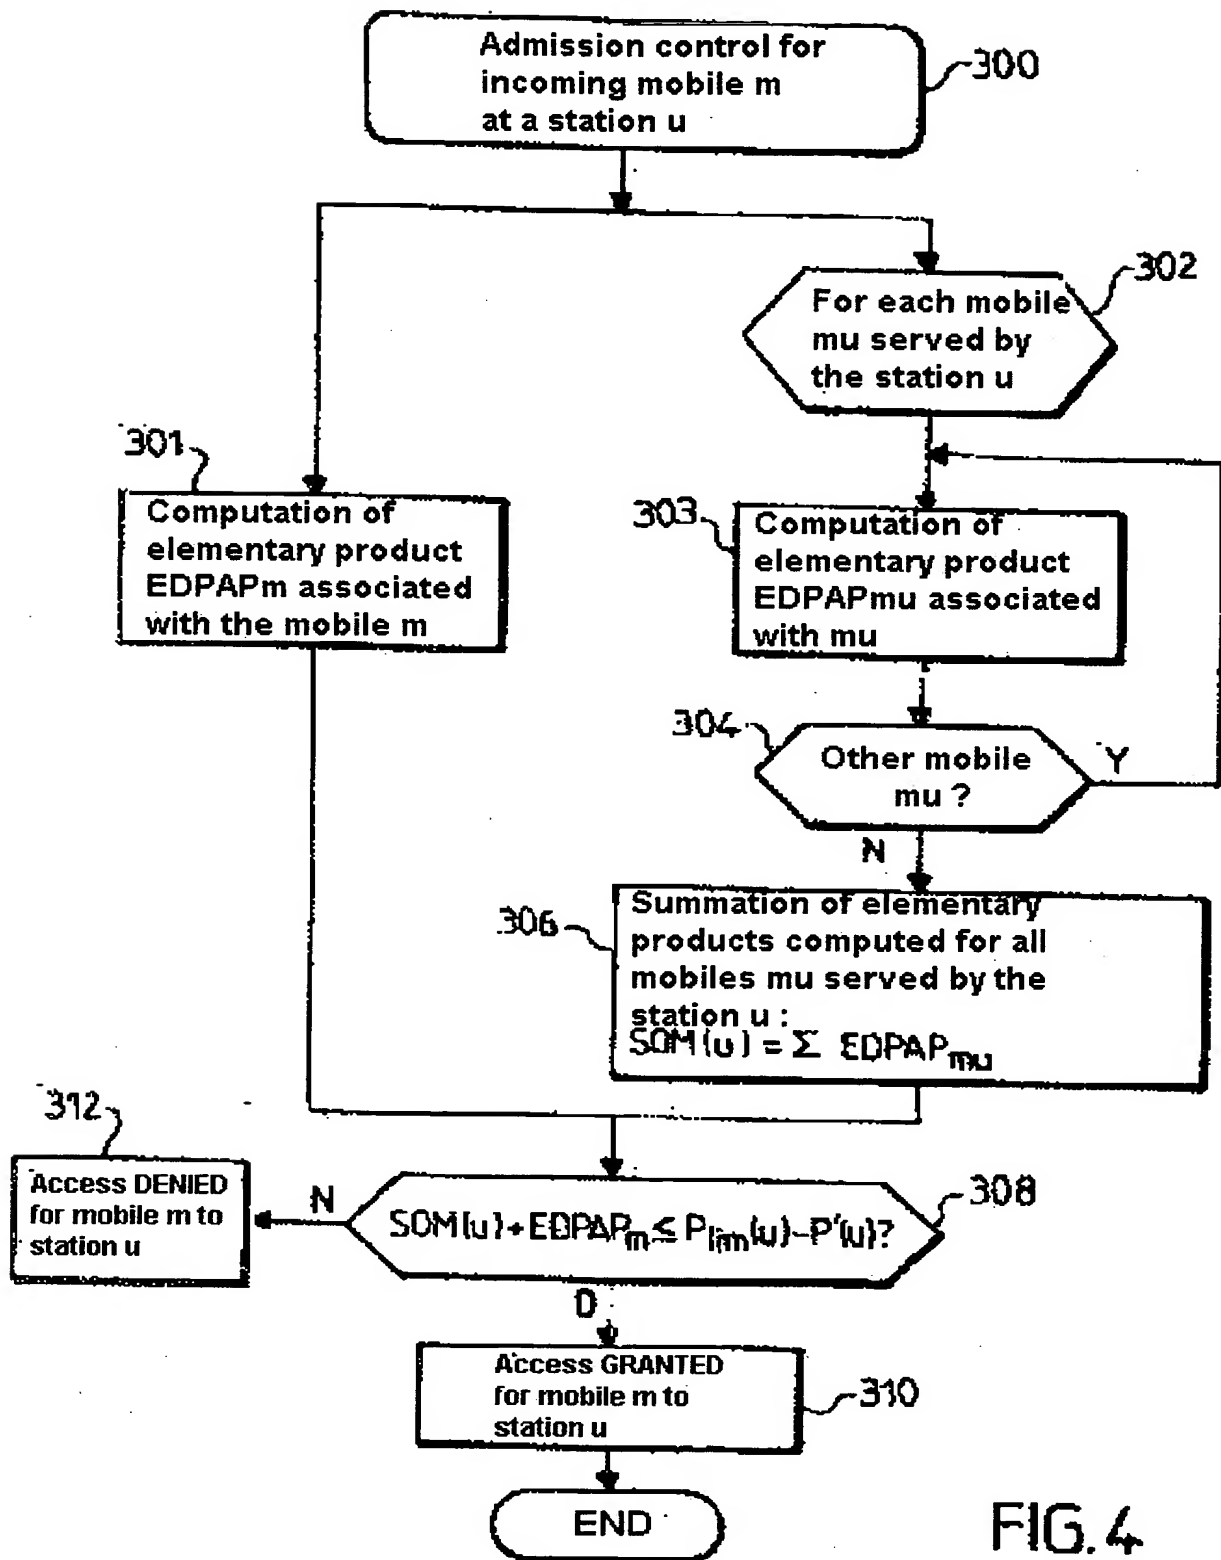 Admission control for
incoming mobile m
at a station u
300
302
For each mobile
mu served by
the station u
301
Computation of
elementary product
EDPAPm associated
with the mobile m
303
Computation of
elementary product
EDPAPmu associated
with mu
304
Other mobile
mu ?
Y
N
306
Summation of elementary
products computed for all
mobiles mu served by the
station u :
SOM(u) = Σ EDPAPmu
312
Access DENIED
for mobile m to
station u
N
SOM(u)+EDPAPm ≤ Plim(u)-P'(u)?
308
O
Access GRANTED
for mobile m to
station u
310
END
FIG.4